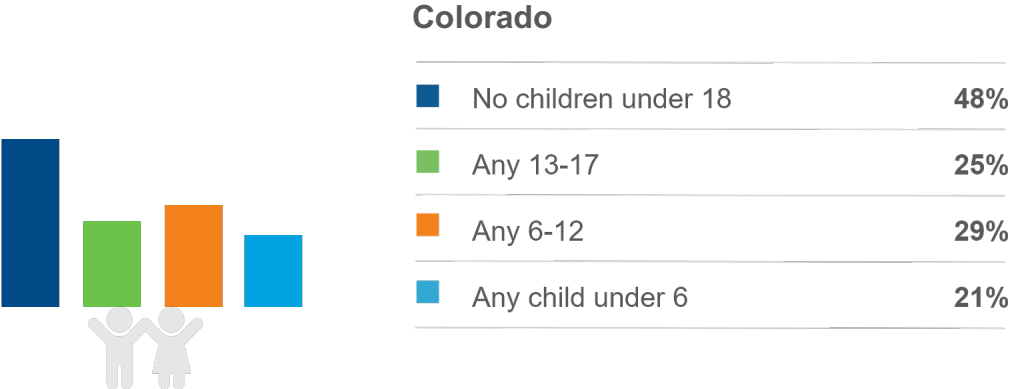 Colorado
No children under 18 48%
Any 13-17 25%
Any 6-12 29%
Any child under 6 21%